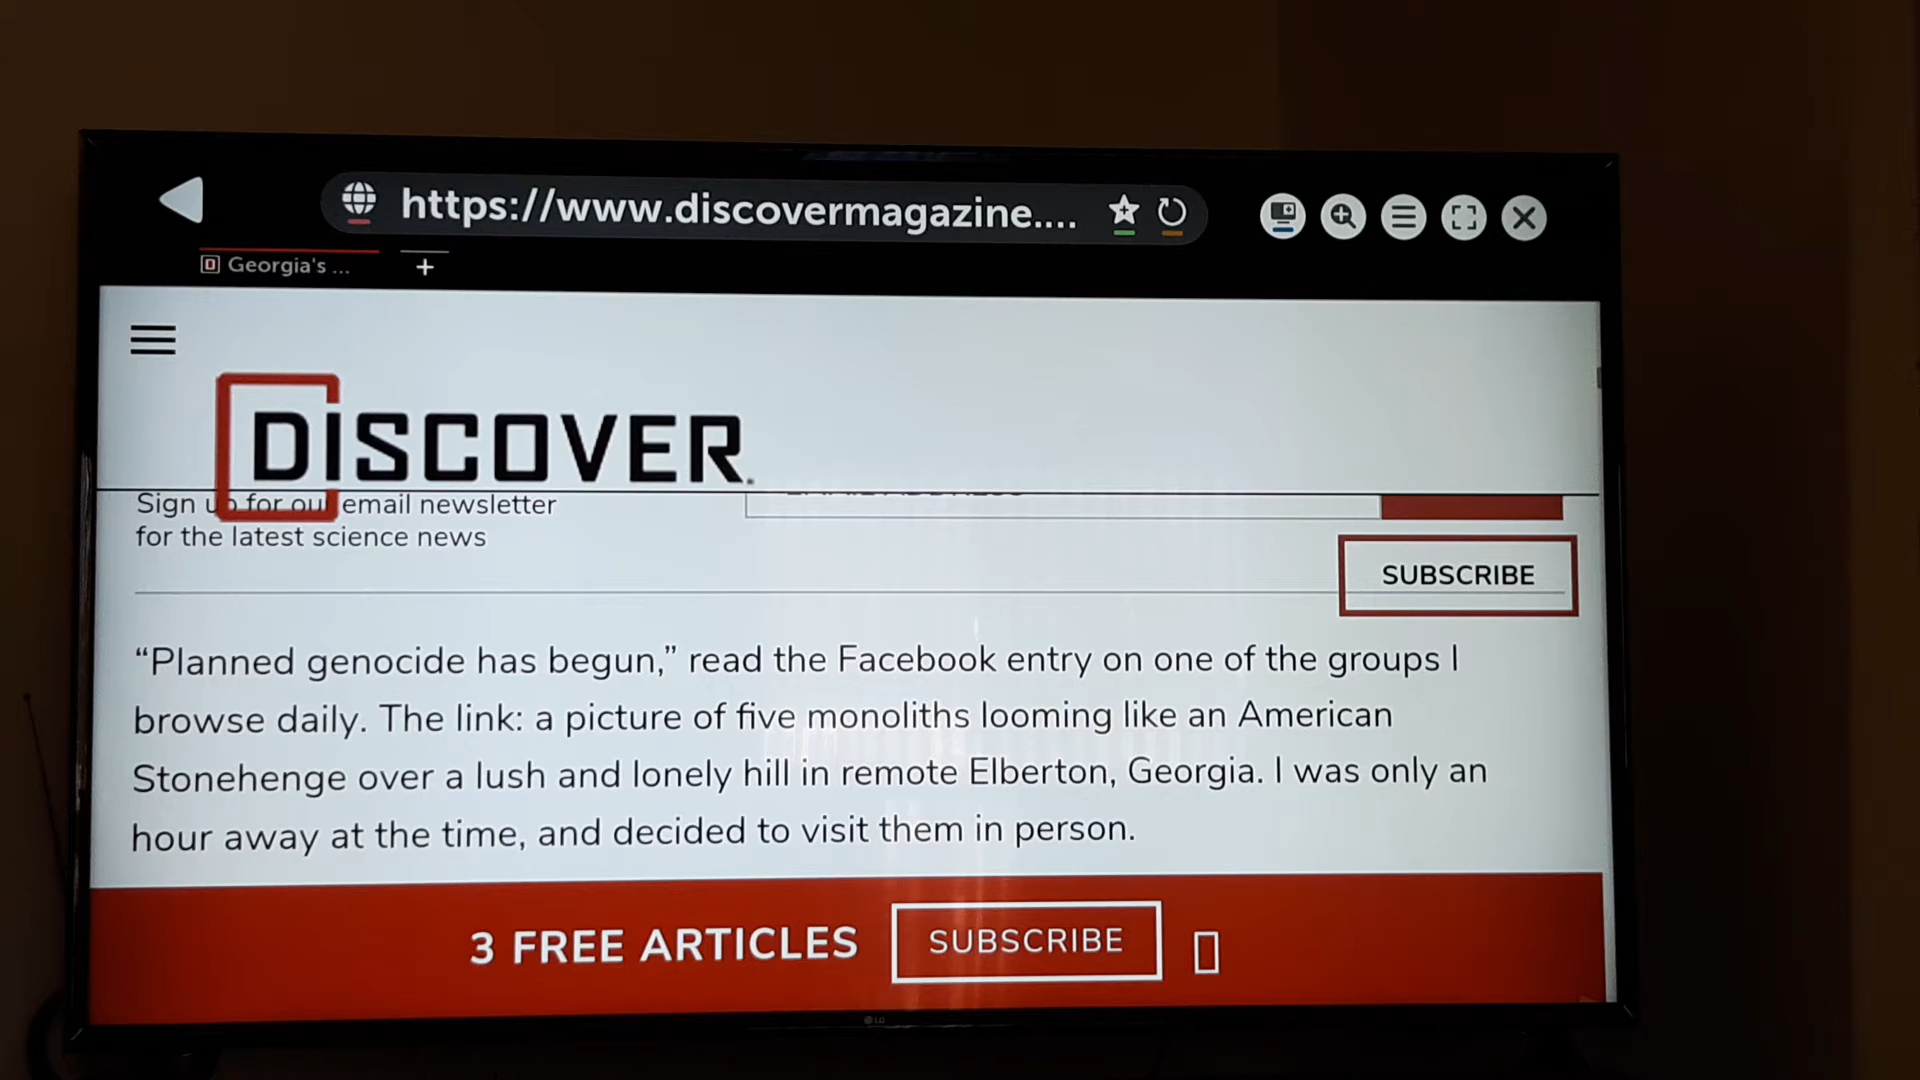 https://www.discovermagazine....
Georgia's ...
+
DISCOVER.
Sign up for our email newsletter
for the latest science news
SUBSCRIBE
“Planned genocide has begun,” read the Facebook entry on one of the groups I
browse daily. The link: a picture of five monoliths looming like an American
Stonehenge over a lush and lonely hill in remote Elberton, Georgia. I was only an
hour away at the time, and decided to visit them in person.
3 FREE ARTICLES SUBSCRIBE
LG